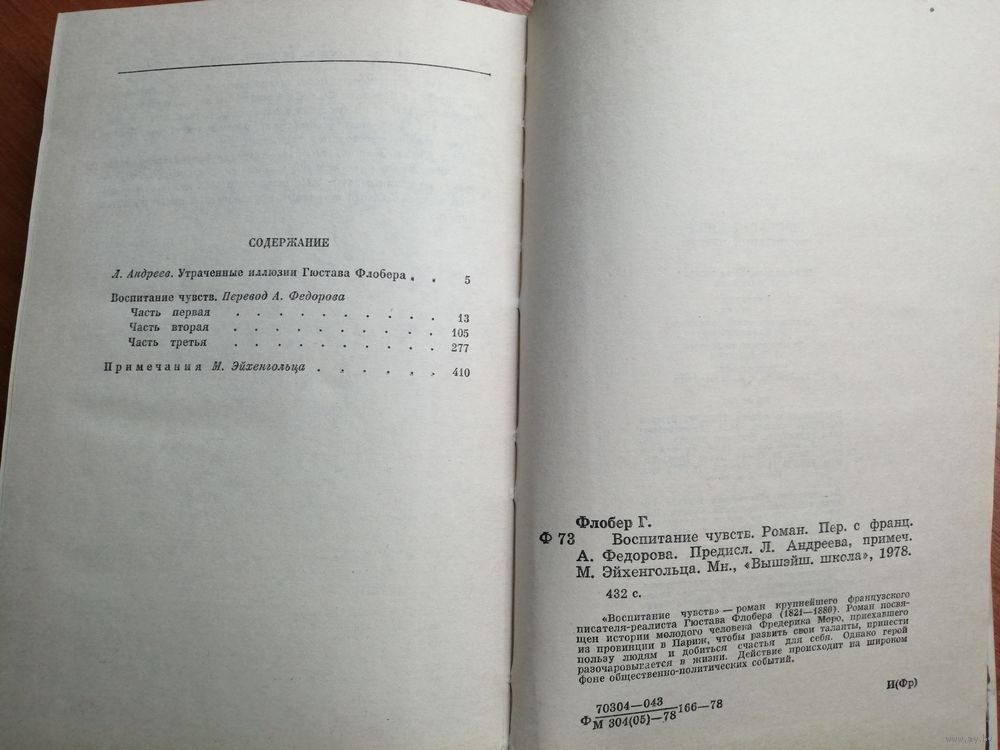 СОДЕРЖАНИЕ
Л. Андреев. Утраченные иллюзии Гюстава Флобера . . 5
Воспитание чувств. Перевод А. Федорова
Часть первая . . . . . . . . . . 13
Часть вторая . . . . . . . . . . 105
Часть третья . . . . . . . . . . 277
Примечания М. Эйхенгольца . . . . . . 410
Флобер Г.
Ф 73 Воспитание чувств. Роман. Пер. с франц.
А. Федорова. Предисл. Л. Андреева, примеч.
М. Эйхенгольца. Мн., «Вышэйш. школа», 1978.
432 с.
«Воспитание чувств» — роман крупнейшего французского
писателя-реалиста Гюстава Флобера (1821—1880). Роман посвя-
щен истории молодого человека Фредерика Моро, приехавшего
из провинции в Париж, чтобы развить свои таланты, принести
пользу людям и добиться счастья для себя. Однако герой
разочаровывается в жизни. Действие происходит на широком
фоне общественно-политических событий.
И(Фр)
70304—043
Ф 166—78
М 304(05)—78
www.ay.by